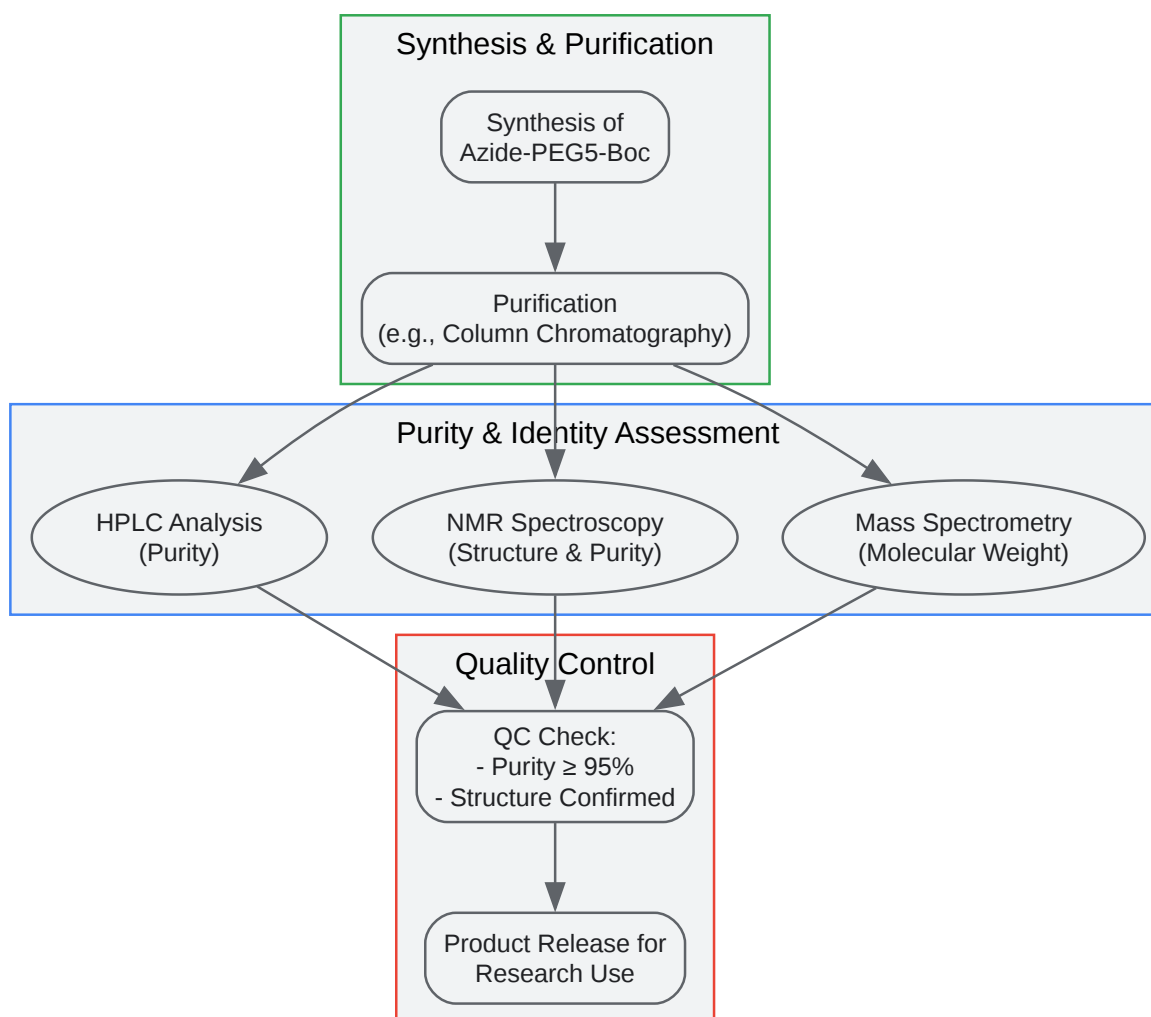 Synthesis & Purification
Synthesis of
Azide-PEG5-Boc
Purification
(e.g., Column Chromatography)
Purity & Identity Assessment
HPLC Analysis
(Purity)
NMR Spectroscopy
(Structure & Purity)
Mass Spectrometry
(Molecular Weight)
Quality Control
QC Check:
- Purity ≥ 95%
- Structure Confirmed
Product Release for
Research Use